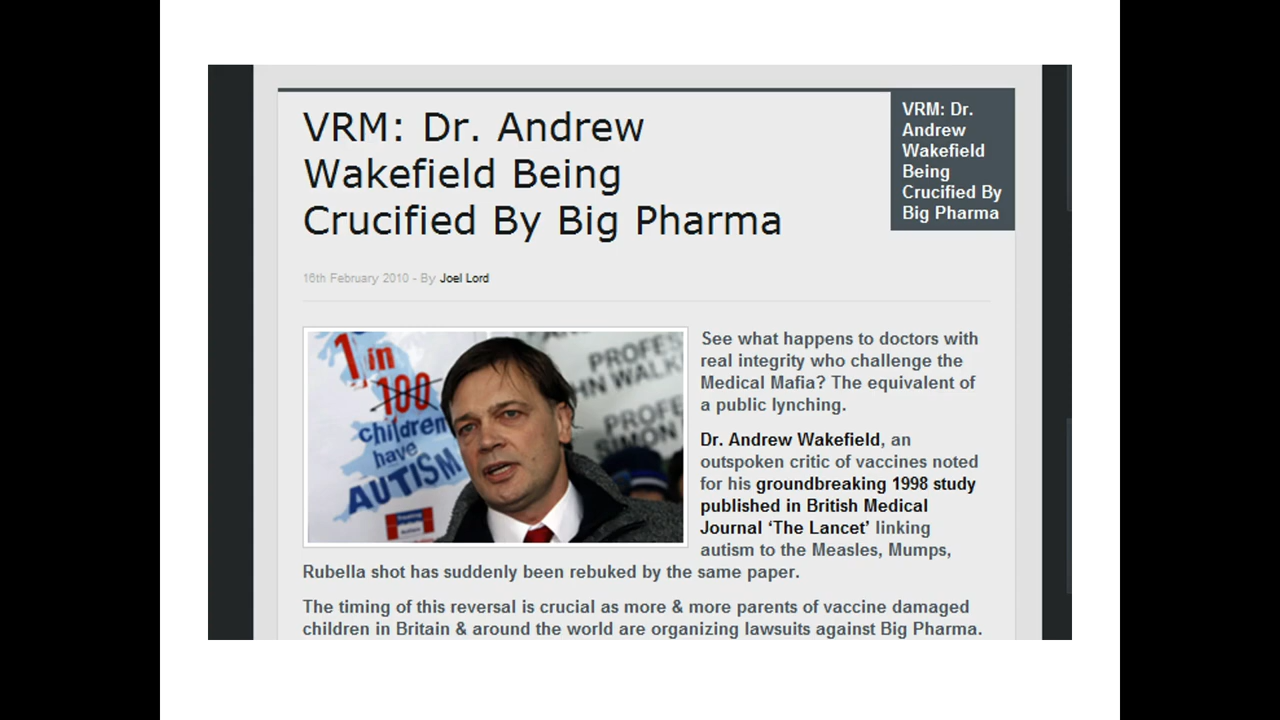 VRM: Dr. Andrew
Wakefield Being
Crucified By Big Pharma
VRM: Dr.
Andrew
Wakefield
Being
Crucified By
Big Pharma
16th February 2010 - By Joel Lord
1 in
100
children
have
AUTISM
PROFES
HN WALK
PROFE
SIMON
See what happens to doctors with
real integrity who challenge the
Medical Mafia? The equivalent of
a public lynching.
Dr. Andrew Wakefield, an
outspoken critic of vaccines noted
for his groundbreaking 1998 study
published in British Medical
Journal ‘The Lancet’ linking
autism to the Measles, Mumps,
Rubella shot has suddenly been rebuked by the same paper.
The timing of this reversal is crucial as more & more parents of vaccine damaged
children in Britain & around the world are organizing lawsuits against Big Pharma.